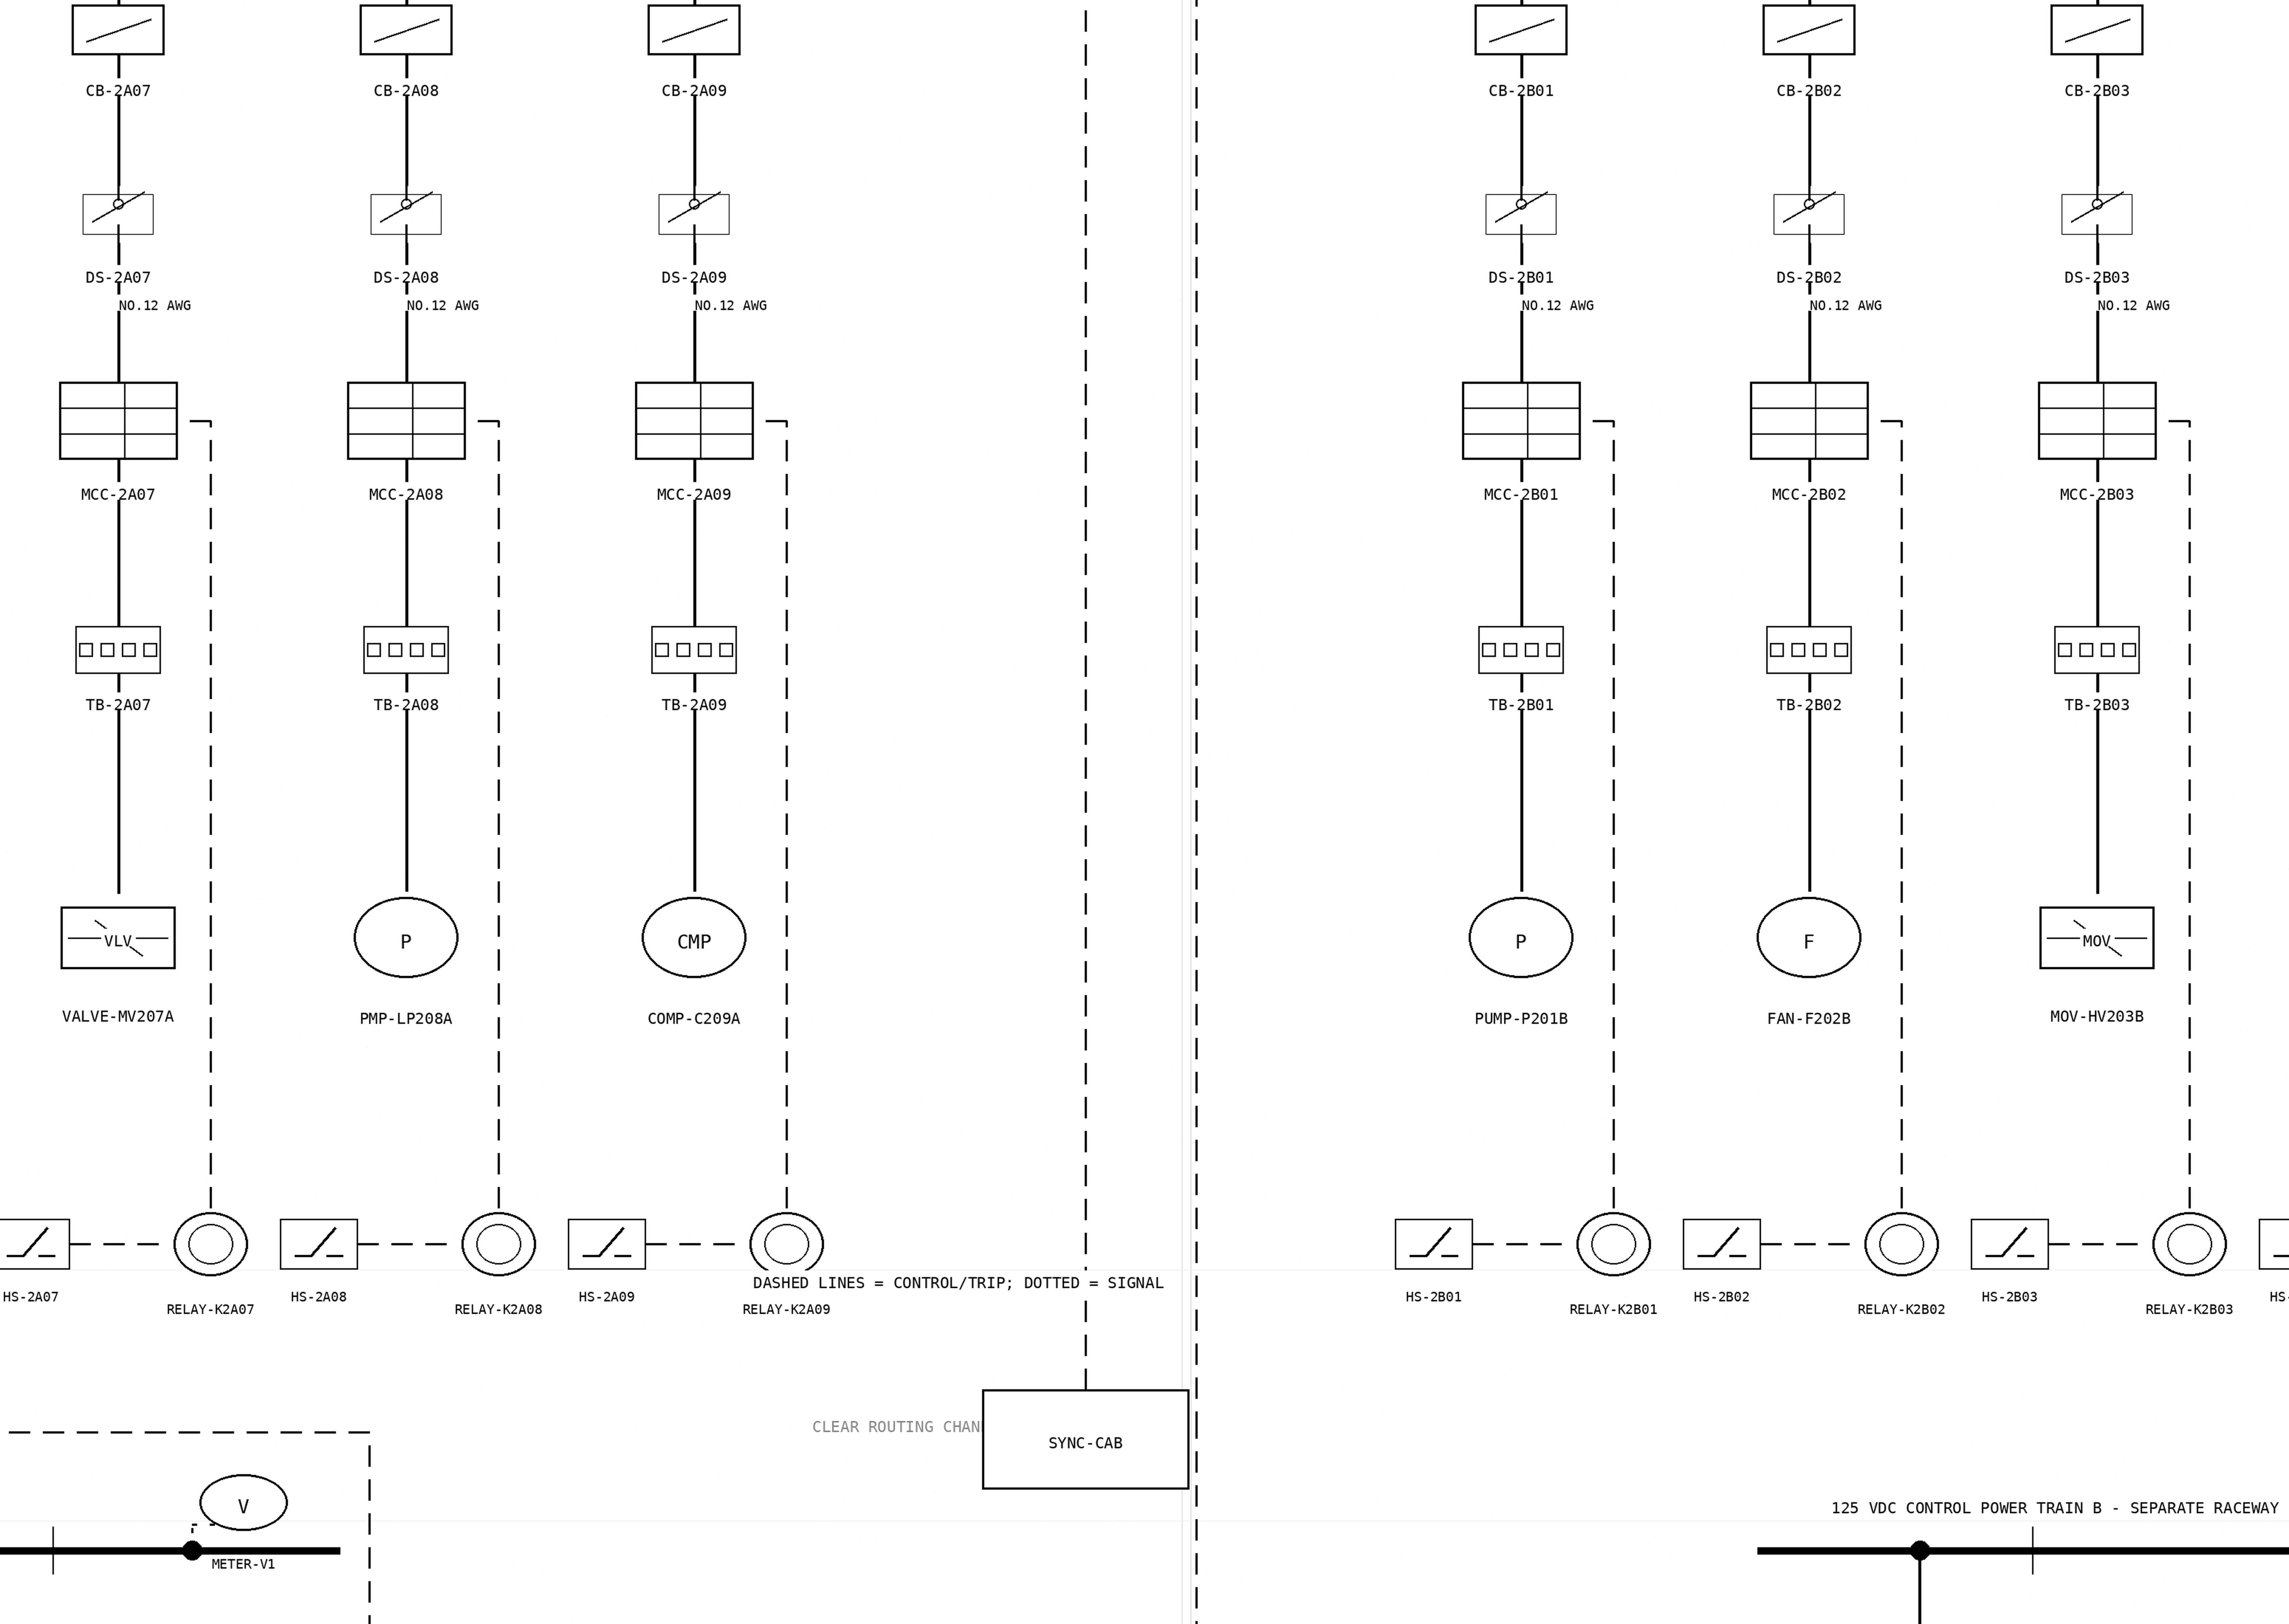 CB-2A07 CB-2A08 CB-2A09 CB-2B01 CB-2B02 CB-2B03
DS-2A07 DS-2A08 DS-2A09 DS-2B01 DS-2B02 DS-2B03
NO.12 AWG NO.12 AWG NO.12 AWG NO.12 AWG NO.12 AWG NO.12 AWG
MCC-2A07 MCC-2A08 MCC-2A09 MCC-2B01 MCC-2B02 MCC-2B03
TB-2A07 TB-2A08 TB-2A09 TB-2B01 TB-2B02 TB-2B03
VLV P CMP P F MOV
VALVE-MV207A PMP-LP208A COMP-C209A PUMP-P201B FAN-F202B MOV-HV203B
DASHED LINES = CONTROL/TRIP; DOTTED = SIGNAL
HS-2A07 HS-2A08 HS-2A09 HS-2B01 HS-2B02 HS-2B03 HS-
RELAY-K2A07 RELAY-K2A08 RELAY-K2A09 RELAY-K2B01 RELAY-K2B02 RELAY-K2B03
CLEAR ROUTING CHAN
SYNC-CAB
V
125 VDC CONTROL POWER TRAIN B - SEPARATE RACEWAY
METER-V1